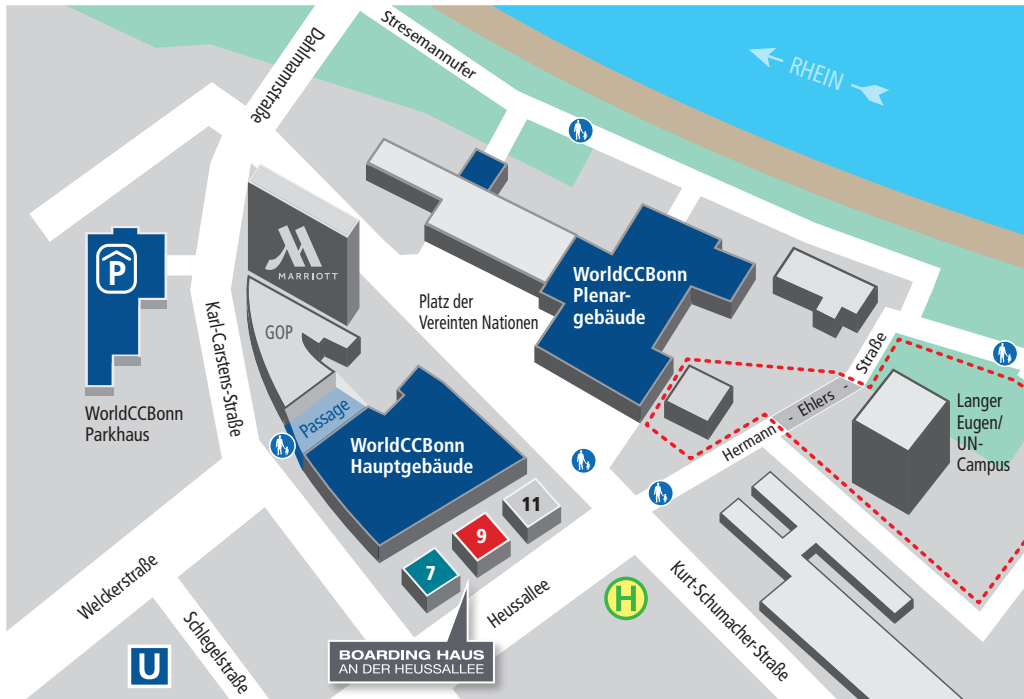 Stresemannufer
Dahlmannstraße
RHEIN
MARRIOTT
P
GOP
Platz der
Vereinten Nationen
WorldCCBonn
Plenar-
gebäude
Straße
- Ehlers -
Hermann
Langer
Eugen/
UN-
Campus
Karl-Carstens-Straße
WorldCCBonn
Parkhaus
Passage
WorldCCBonn
Hauptgebäude
11
9
7
Heussallee
H
Kurt-Schumacher-Straße
Welckerstraße
Schlegelstraße
U
BOARDING HAUS
AN DER HEUSSALLEE